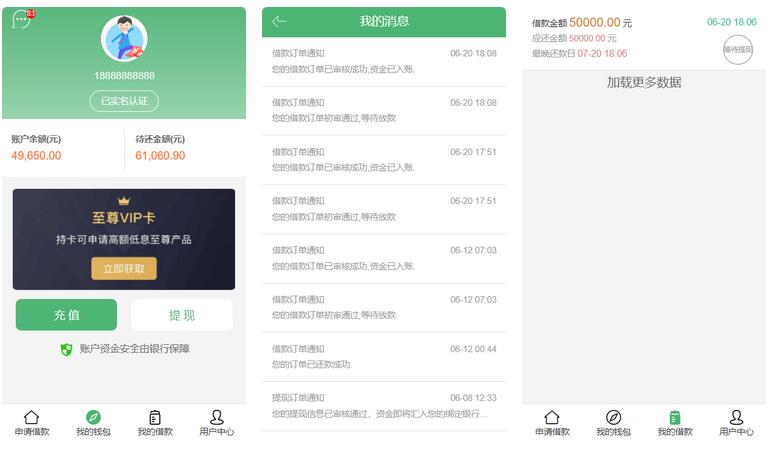 83
18888888888
已实名认证
账户余额(元)
待还金额(元)
49,650.00
61,060.90
至尊VIP卡
持卡可申请高额低息至尊产品
立即获取
充 值
提 现
账户资金安全由银行保障
申请借款
我的钱包
我的借款
用户中心
我的消息
借款订单通知
06-20 18:08
您的借款订单已审核成功,资金已入账.
借款订单通知
06-20 18:08
您的借款订单初审通过,等待放款
借款订单通知
06-20 17:51
您的借款订单已审核成功,资金已入账.
借款订单通知
06-20 17:51
您的借款订单初审通过,等待放款
借款订单通知
06-12 07:03
您的借款订单已审核成功,资金已入账.
借款订单通知
06-12 07:03
您的借款订单初审通过,等待放款
借款订单通知
06-12 00:44
您的订单已还款成功.
提现订单通知
06-08 12:33
您的提现信息已审核通过，资金即将汇入您的绑定银行...
借款金额 50000.00 元
06-20 18:06
应还金额 50000.00 元
最晚还款日 07-20 18:06
等待提现
加载更多数据
申请借款
我的钱包
我的借款
用户中心